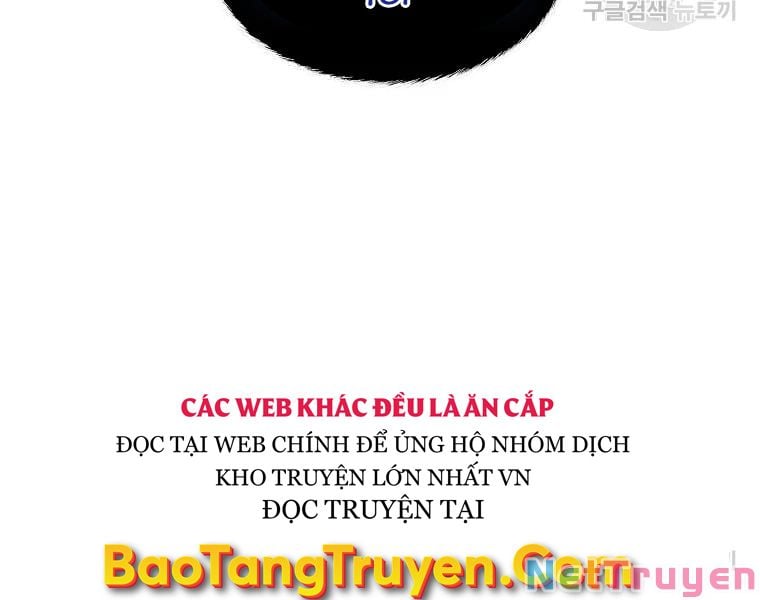 구글검색 뉴토끼
CÁC WEB KHÁC ĐỀU LÀ ĂN CẮP
ĐỌC TẠI WEB CHÍNH ĐỂ ỦNG HỘ NHÓM DỊCH
KHO TRUYỆN LỚN NHẤT VN
ĐỌC TRUYỆN TẠI
BaoTangTruyen.Com
NetTruyen